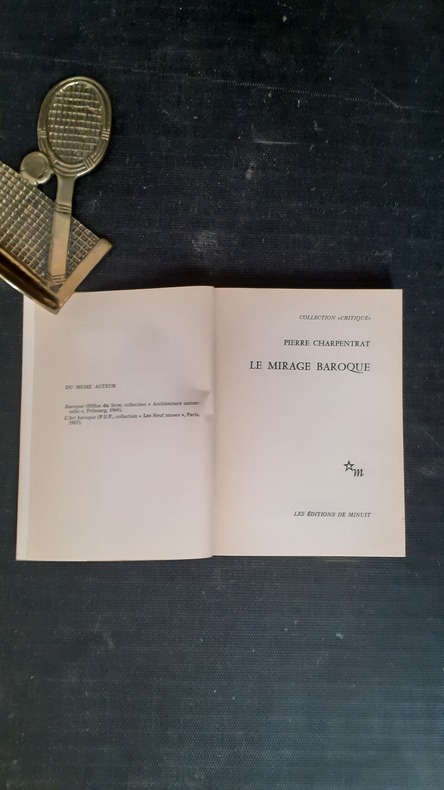 DU MEME AUTEUR
Baroque (Office du livre, collection « Architecture univer-
selle », Fribourg, 1964).
L'Art baroque (P.U.F., collection « Les Neuf muses », Paris,
1967).
COLLECTION «CRITIQUE»
PIERRE CHARPENTRAT
LE MIRAGE BAROQUE
m
LES ÉDITIONS DE MINUIT